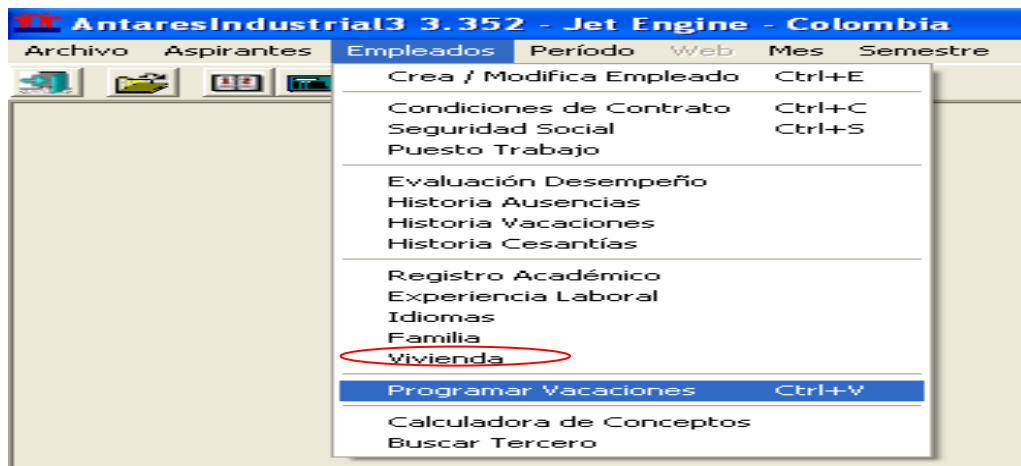 AntaresIndustrial3 3.352 - Jet Engine - Colombia
Archivo Aspirantes Empleados Período Web Mes Semestre
Crea / Modifica Empleado Ctrl+E
Condiciones de Contrato Ctrl+C
Seguridad Social Ctrl+S
Puesto Trabajo
Evaluación Desempeño
Historia Ausencias
Historia Vacaciones
Historia Cesantías
Registro Académico
Experiencia Laboral
Idiomas
Familia
Vivienda
Programar Vacaciones Ctrl+V
Calculadora de Conceptos
Buscar Tercero